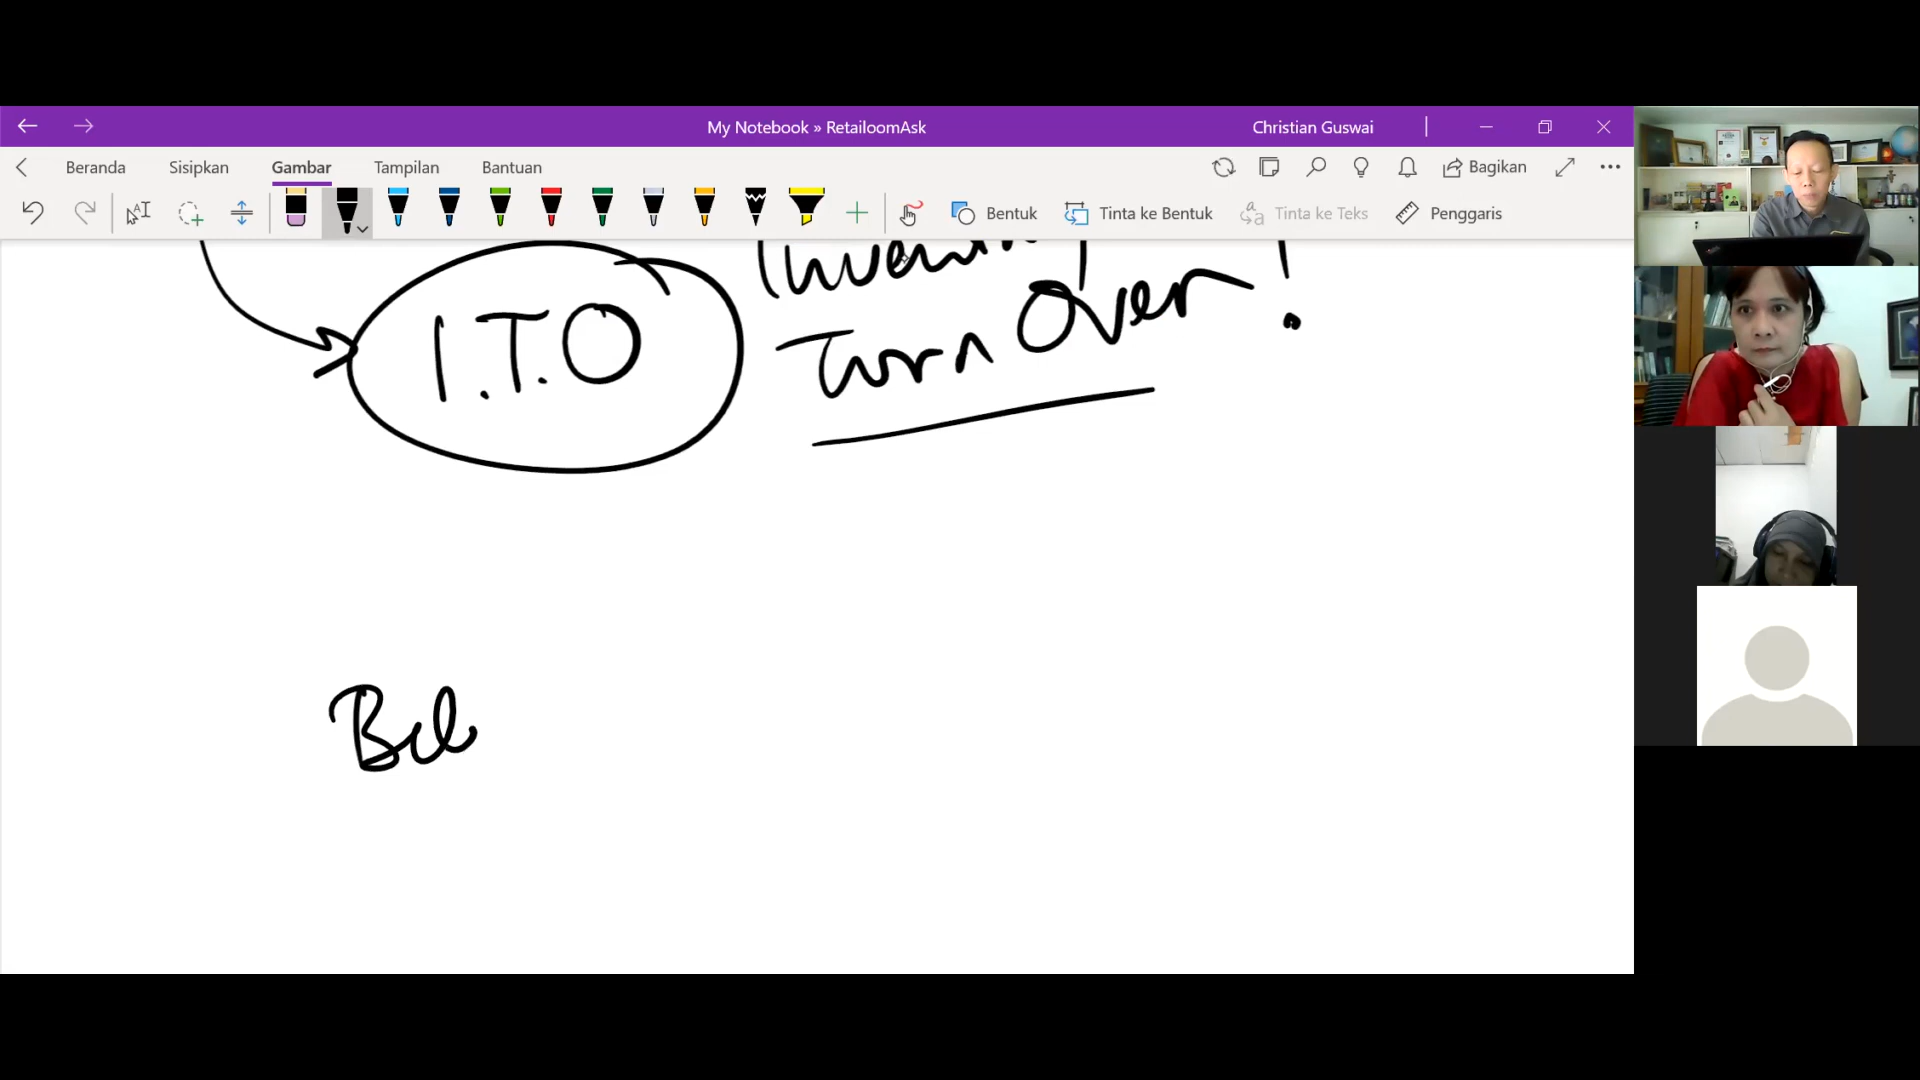 My Notebook » RetailoomAsk
Christian Guswai
Beranda Sisipkan Gambar Tampilan Bantuan
Bagikan
Bentuk Tinta ke Bentuk Tinta ke Teks Penggaris
I.T.O
Turn Over !